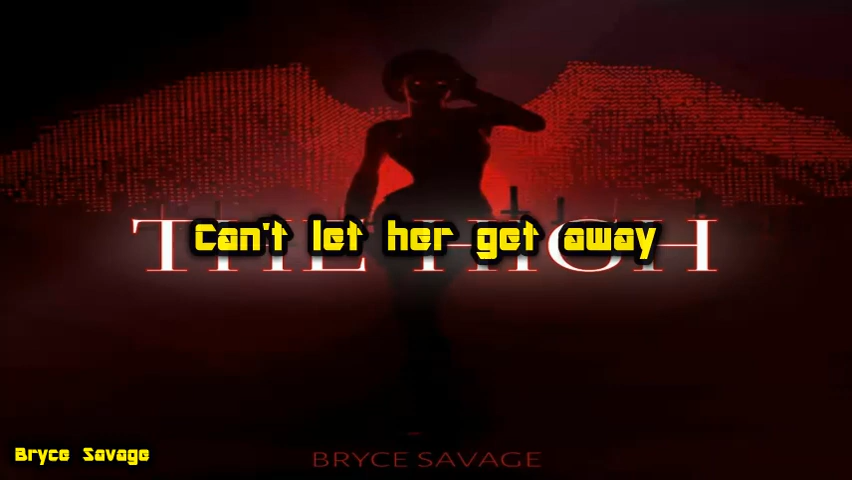 THE HIGH
Can't let her get away
Bryce Savage
BRYCE SAVAGE